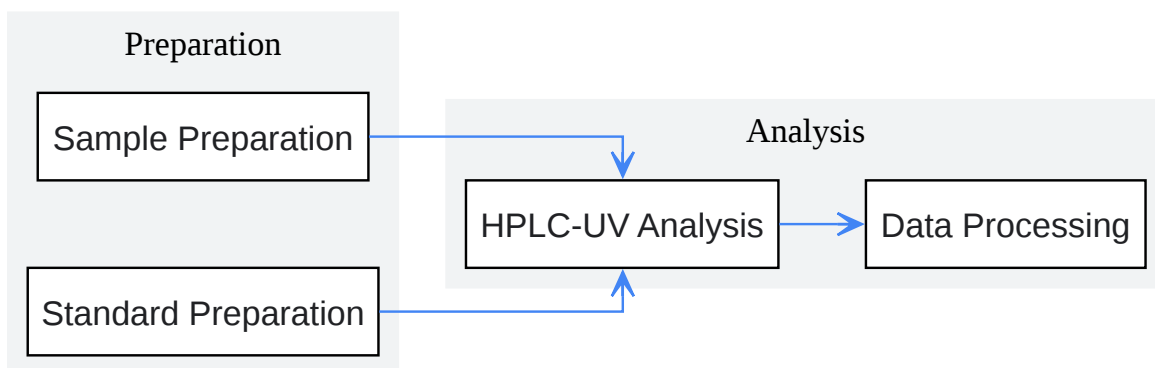 Preparation
Sample Preparation
Standard Preparation
Analysis
HPLC-UV Analysis
Data Processing